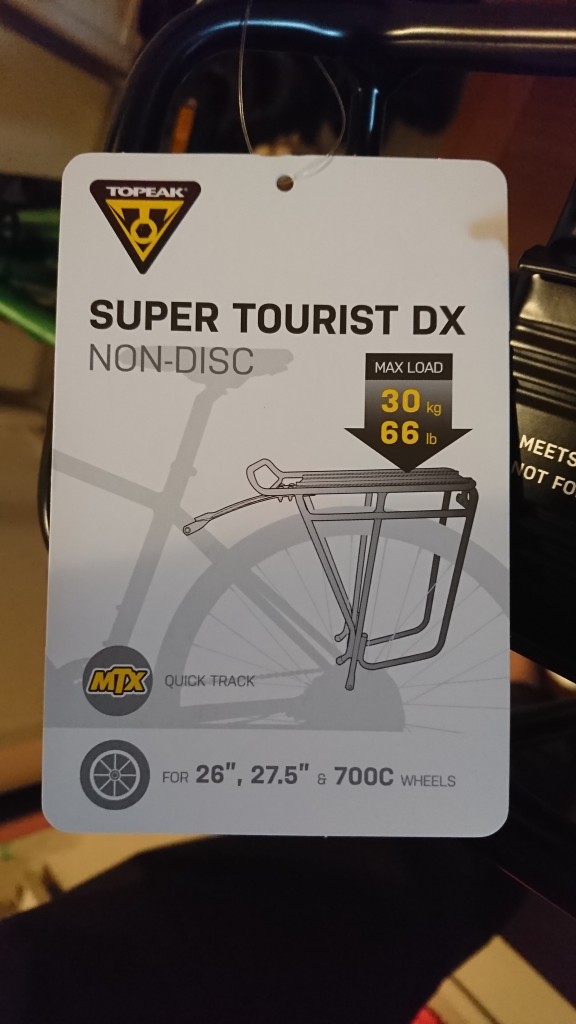 TOPEAK®
SUPER TOURIST DX
NON-DISC
MAX LOAD
30 kg
66 lb
MEETS
NOT FO
MTX QUICK TRACK
FOR 26", 27.5" & 700C WHEELS